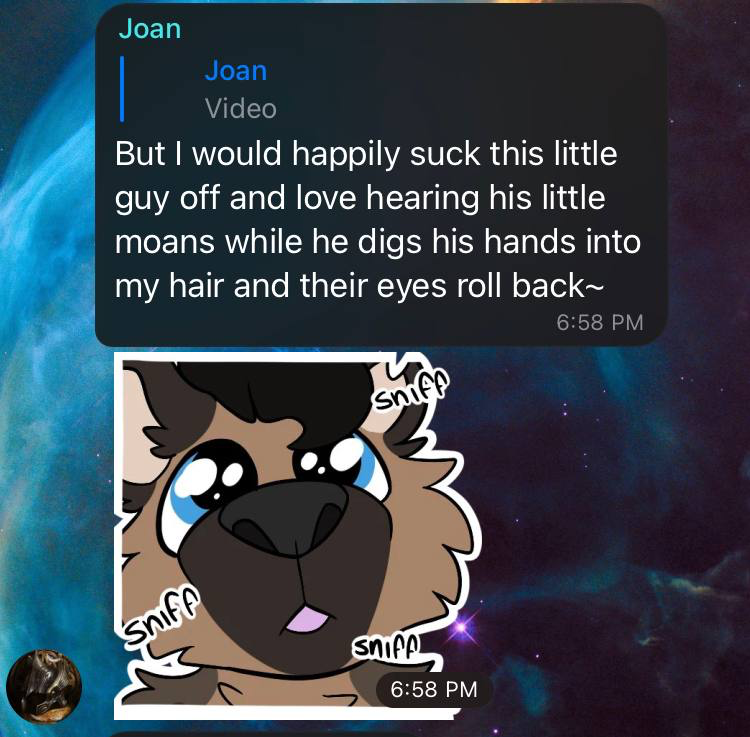 Joan
Joan
Video
But I would happily suck this little
guy off and love hearing his little
moans while he digs his hands into
my hair and their eyes roll back~
6:58 PM
sniff
sniff
sniff
6:58 PM